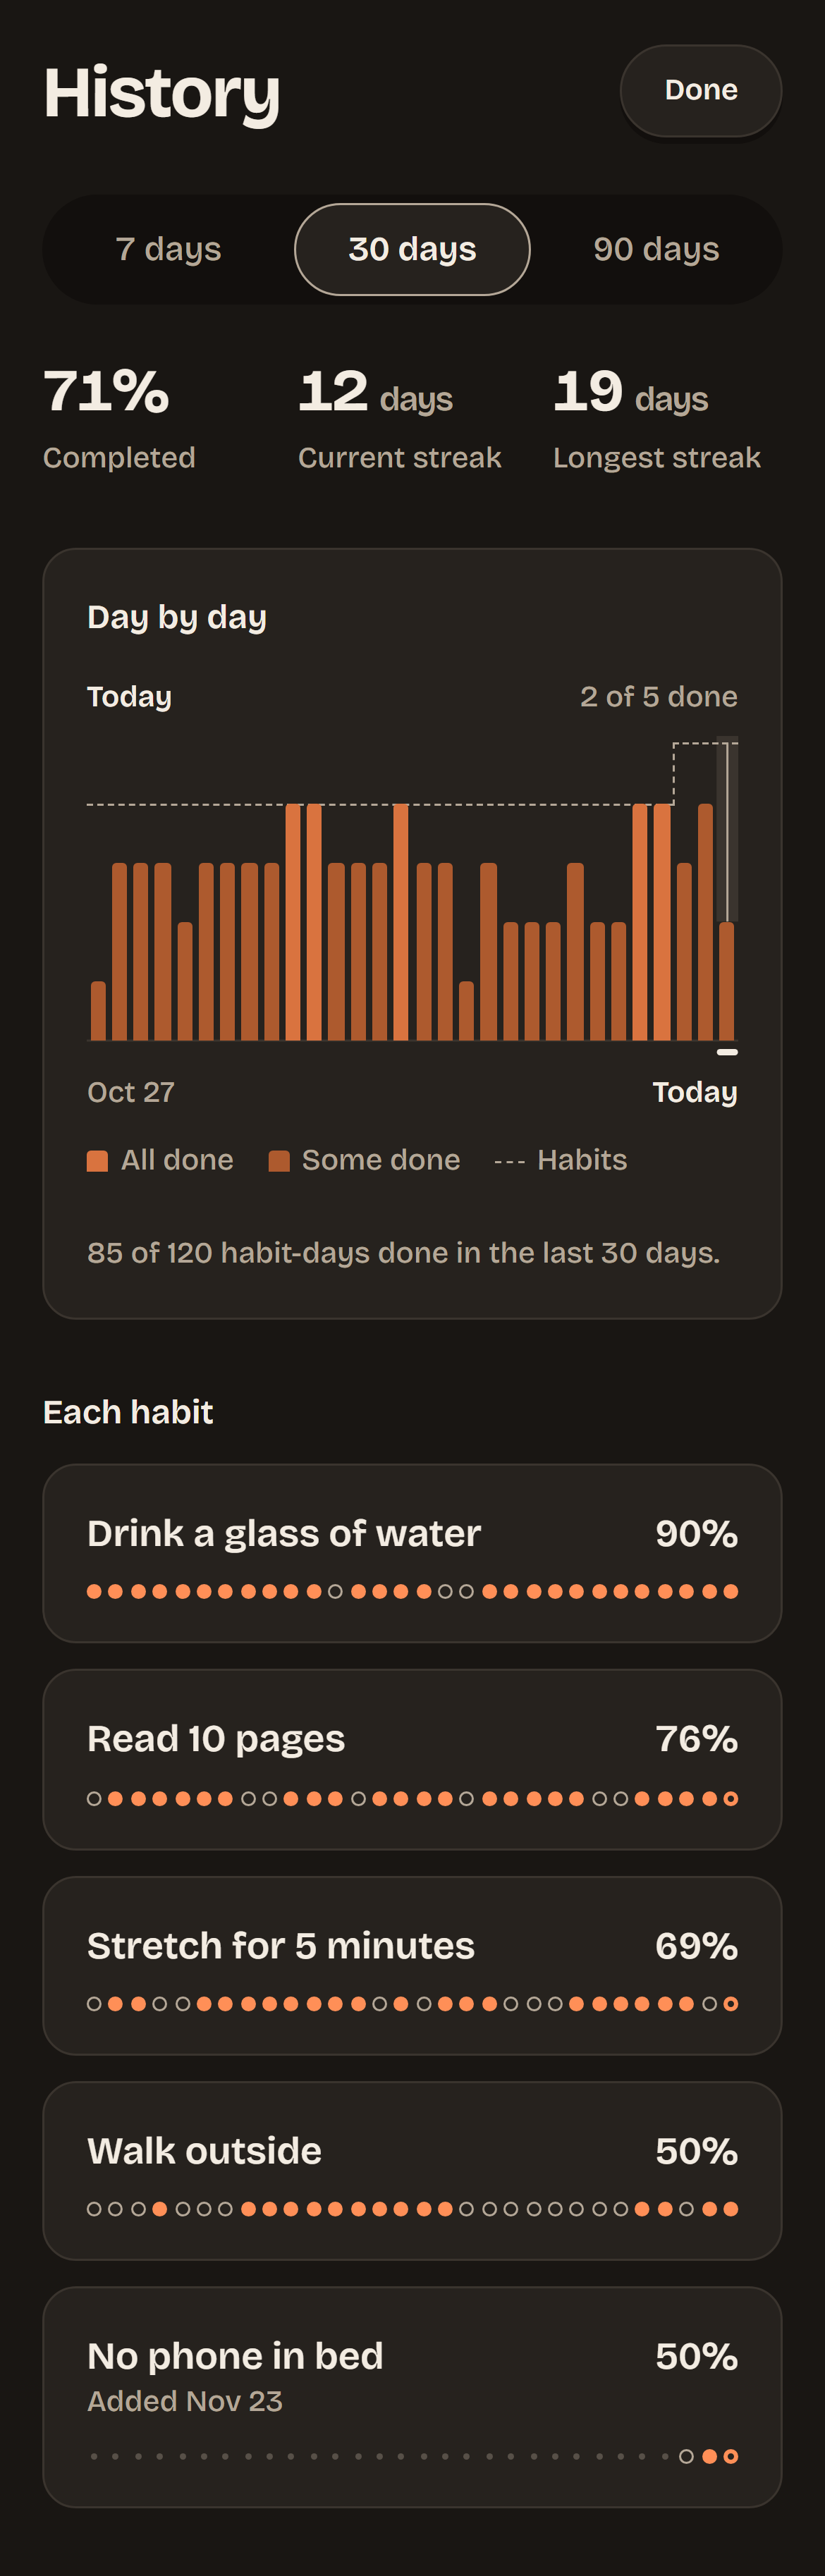 History
Done
7 days
30 days
90 days
71%
12 days
19 days
Completed
Current streak
Longest streak
Day by day
Today
2 of 5 done
Oct 27
Today
All done
Some done
Habits
85 of 120 habit-days done in the last 30 days.
Each habit
Drink a glass of water
90%
Read 10 pages
76%
Stretch for 5 minutes
69%
Walk outside
50%
No phone in bed
50%
Added Nov 23